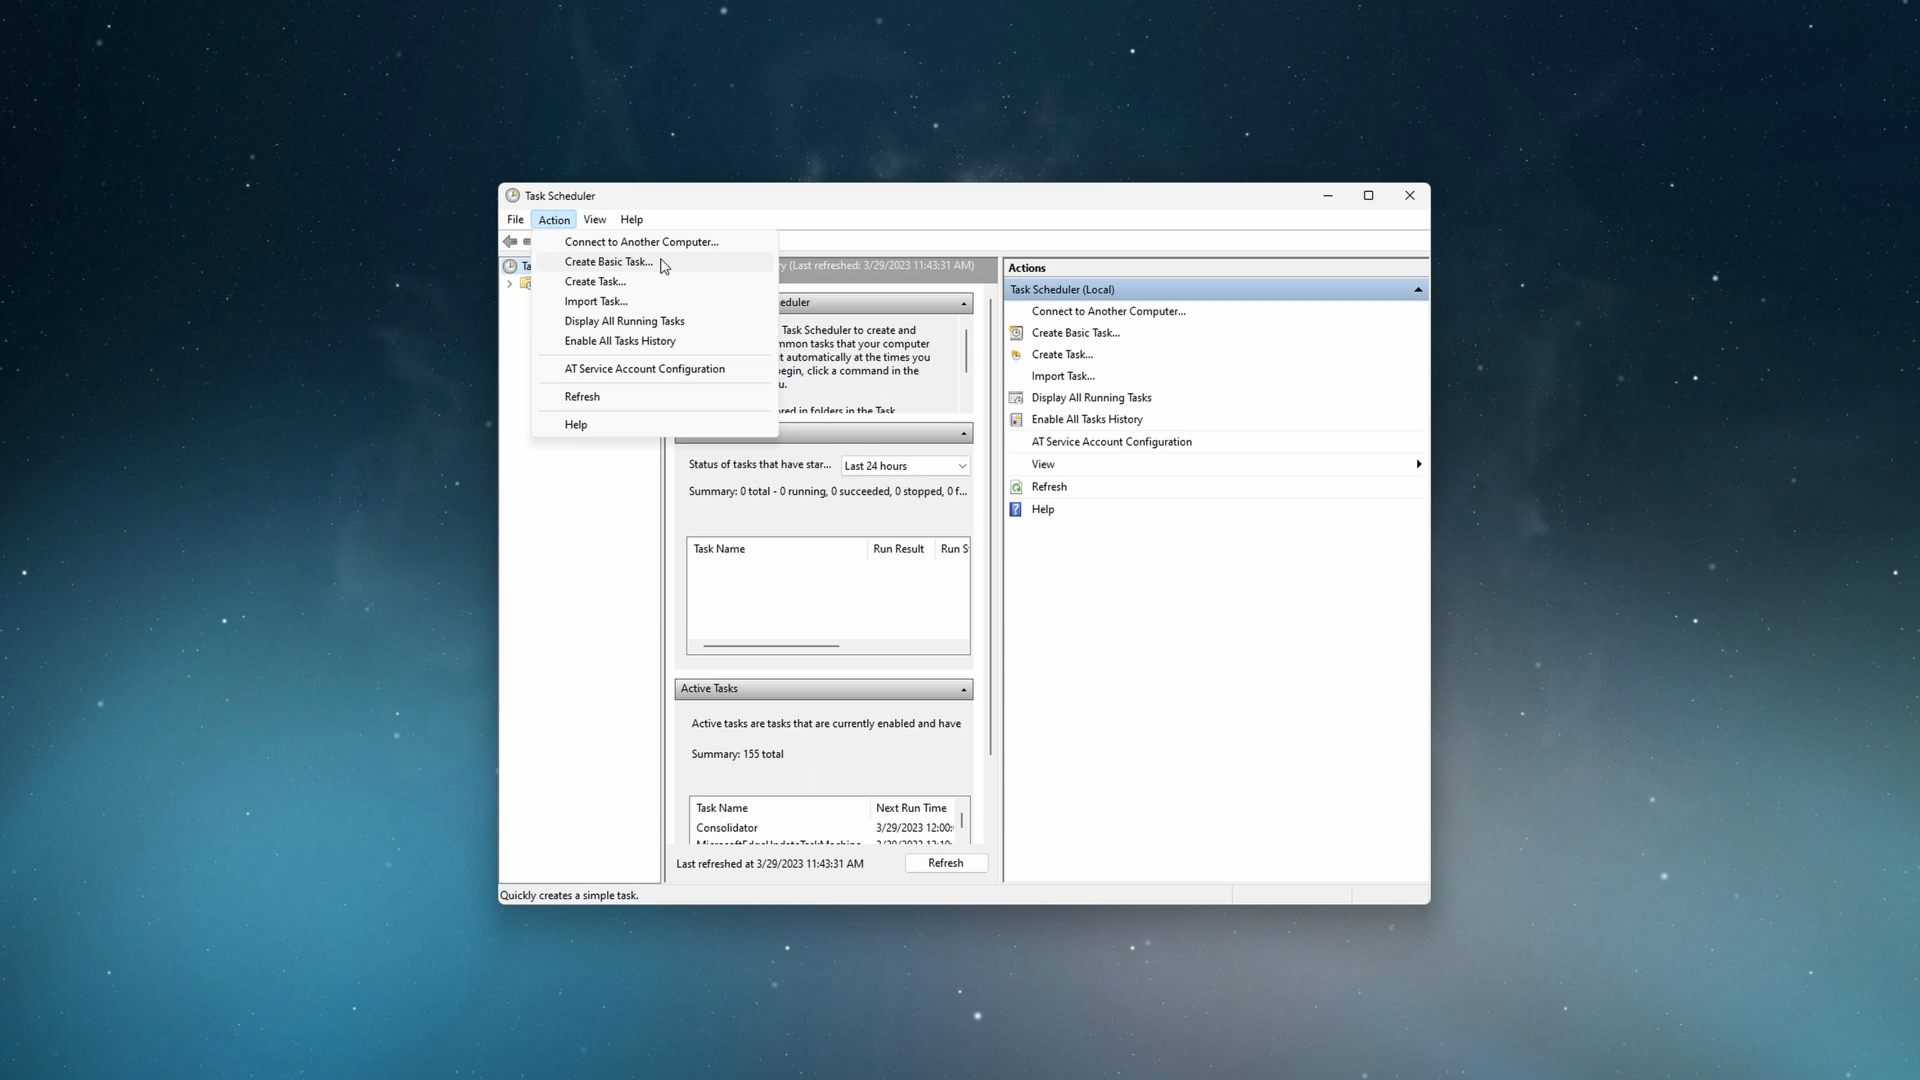 Task Scheduler
File Action View Help
Connect to Another Computer...
Create Basic Task...
Create Task...
Import Task...
Display All Running Tasks
Enable All Tasks History
AT Service Account Configuration
Refresh
Help
Ta
y (Last refreshed: 3/29/2023 11:43:31 AM)
eduler
Task Scheduler to create and
mmon tasks that your computer
t automatically at the times you
egin, click a command in the
u.
ored in folders in the Task
Status of tasks that have star... Last 24 hours
Summary: 0 total - 0 running, 0 succeeded, 0 stopped, 0 f...
Task Name Run Result Run S
Active Tasks
Active tasks are tasks that are currently enabled and have
Summary: 155 total
Task Name Next Run Time
Consolidator 3/29/2023 12:00:
MicrosoftEdgeUpdateTaskMachine
Last refreshed at 3/29/2023 11:43:31 AM Refresh
Actions
Task Scheduler (Local)
Connect to Another Computer...
Create Basic Task...
Create Task...
Import Task...
Display All Running Tasks
Enable All Tasks History
AT Service Account Configuration
View
Refresh
Help
Quickly creates a simple task.